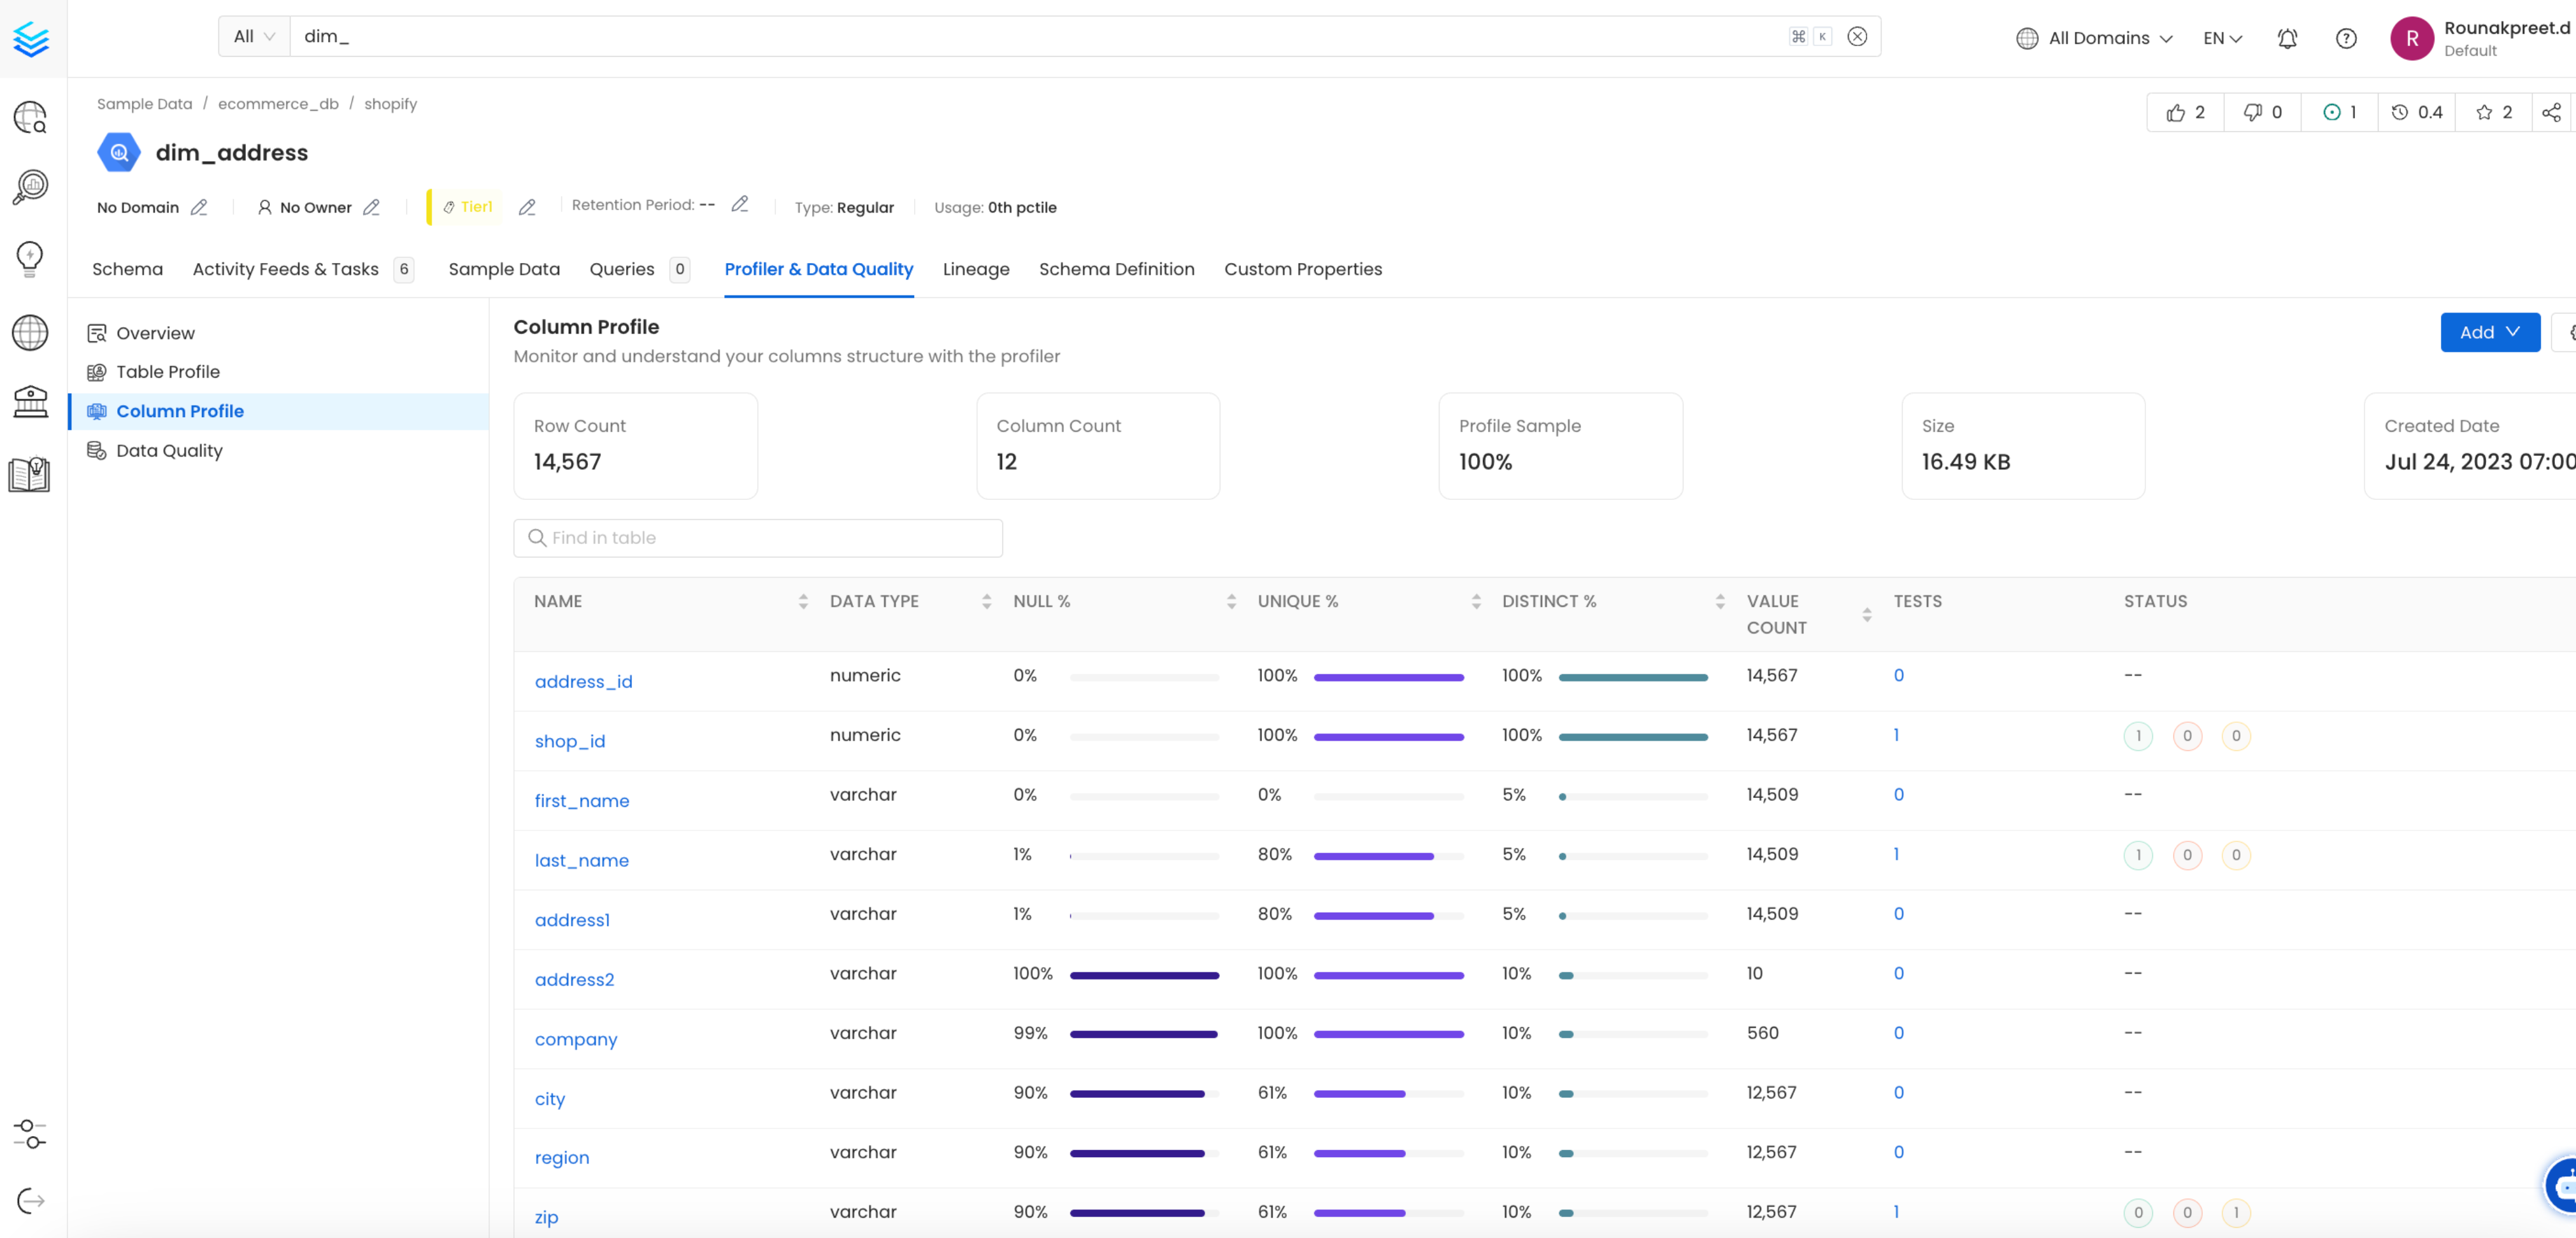 All dim_ ⌘ K All Domains EN Rounakpreet.d
R Default
Sample Data / ecommerce_db / shopify
2 0 1 0.4 2
dim_address
No Domain No Owner Tier1 Retention Period: -- Type: Regular Usage: 0th pctile
Schema Activity Feeds & Tasks 6 Sample Data Queries 0 Profiler & Data Quality Lineage Schema Definition Custom Properties
Overview
Table Profile
Column Profile
Data Quality
Column Profile
Monitor and understand your columns structure with the profiler
Add
Row Count Column Count Profile Sample Size Created Date
14,567 12 100% 16.49 KB Jul 24, 2023 07:00
Find in table
NAME DATA TYPE NULL % UNIQUE % DISTINCT % VALUE COUNT TESTS STATUS
address_id numeric 0% 100% 100% 14,567 0 --
shop_id numeric 0% 100% 100% 14,567 1 1 0 0
first_name varchar 0% 0% 5% 14,509 0 --
last_name varchar 1% 80% 5% 14,509 1 1 0 0
address1 varchar 1% 80% 5% 14,509 0 --
address2 varchar 100% 100% 10% 10 0 --
company varchar 99% 100% 10% 560 0 --
city varchar 90% 61% 10% 12,567 0 --
region varchar 90% 61% 10% 12,567 0 --
zip varchar 90% 61% 10% 12,567 1 0 0 1